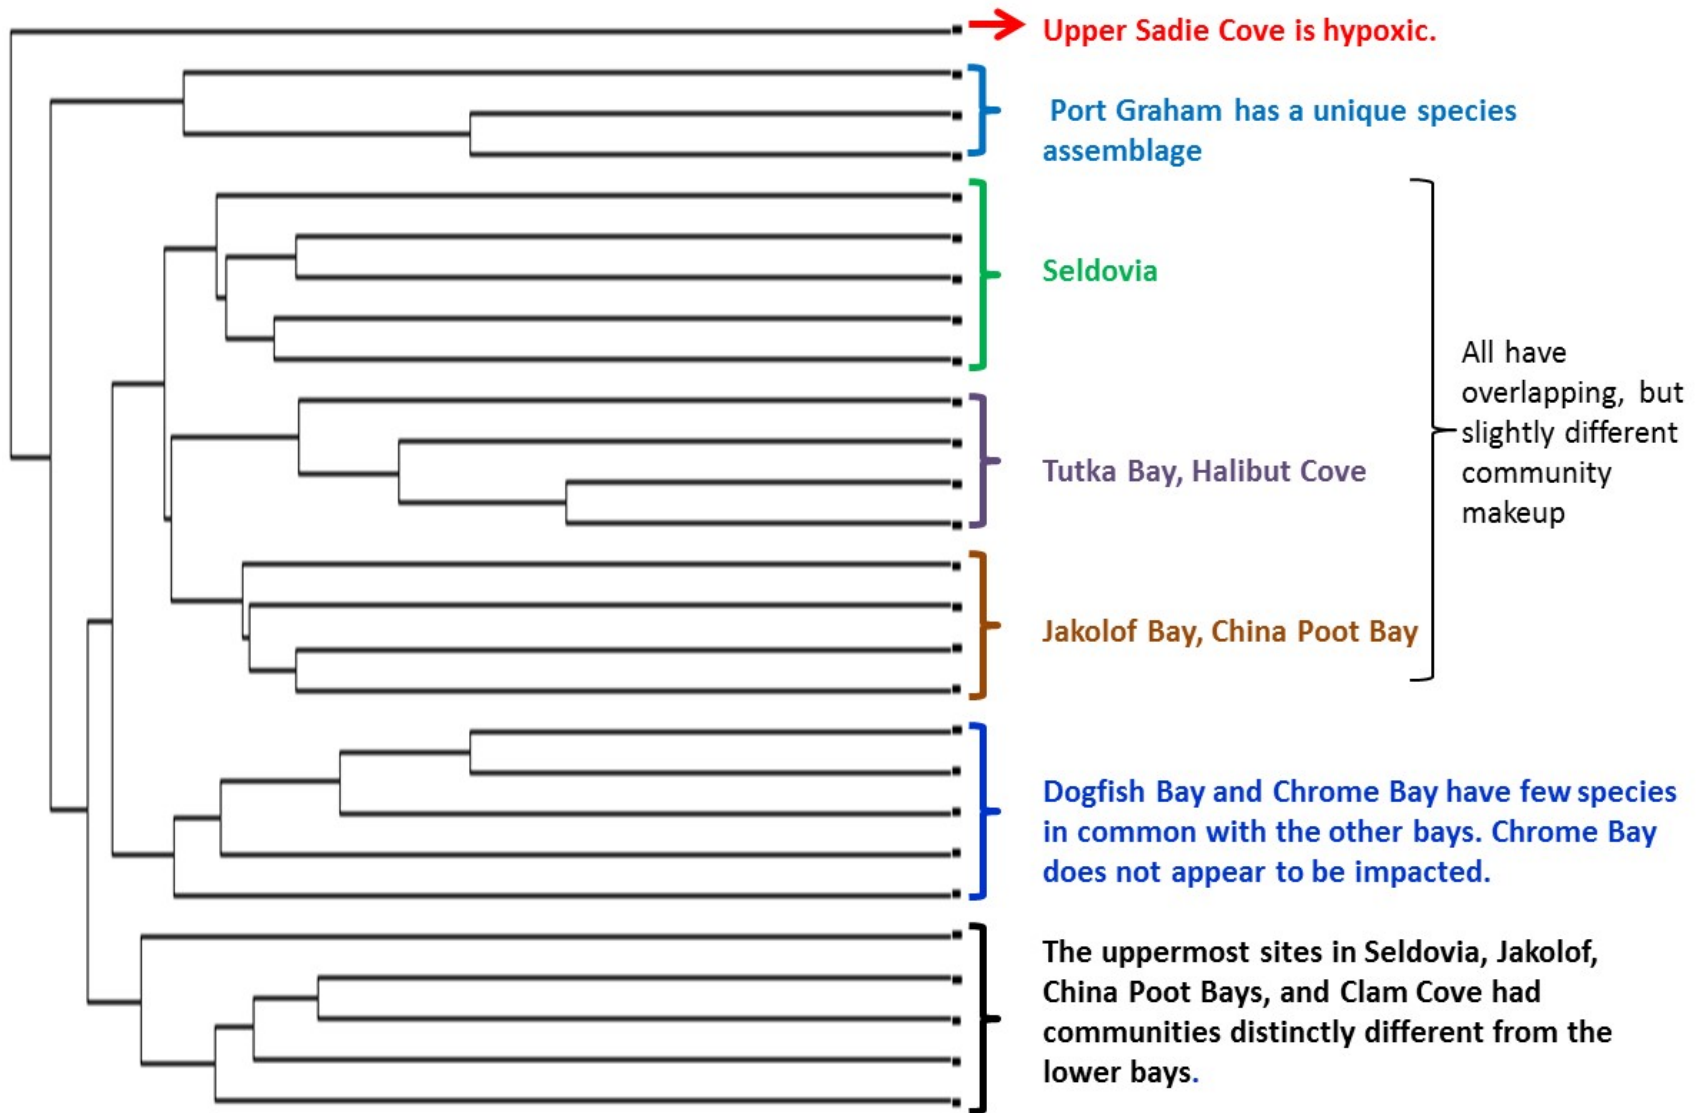 Upper Sadie Cove is hypoxic.
Port Graham has a unique species
assemblage
Seldovia
Tutka Bay, Halibut Cove
Jakolof Bay, China Poot Bay
All have
overlapping, but
slightly different
community
makeup
Dogfish Bay and Chrome Bay have few species
in common with the other bays. Chrome Bay
does not appear to be impacted.
The uppermost sites in Seldovia, Jakolof,
China Poot Bays, and Clam Cove had
communities distinctly different from the
lower bays.